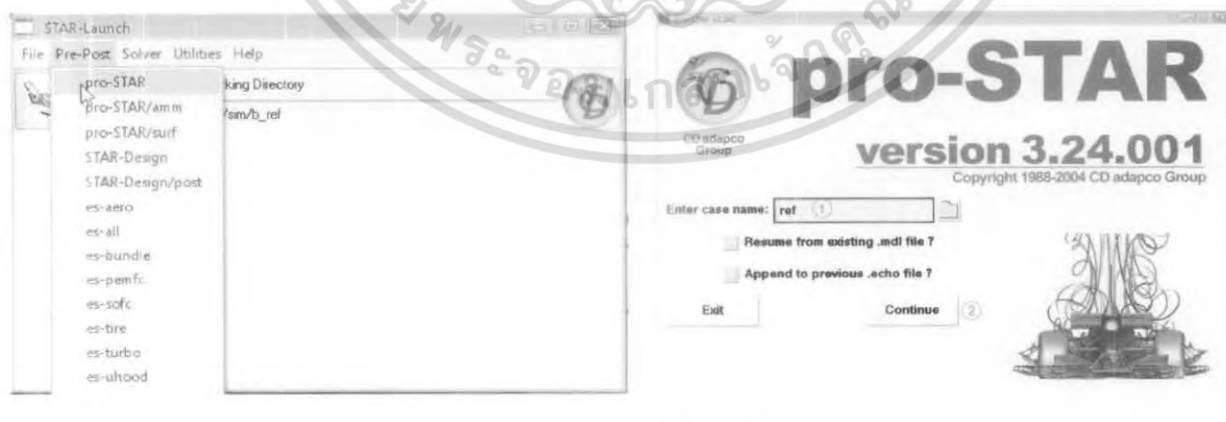 STAR-Launch
File Pre-Post Solver Utilities Help
pro-STAR
rking Directory
pro-STAR/amm
/sim/b_ref
pro-STAR/surf
STAR-Design
STAR-Design/post
es-aero
es-all
es-bundle
es-pemfc
es-sofc
es-tire
es-turbo
es-uhood
CD adapco
Group
pro-STAR
version 3.24.001
Copyright 1988-2004 CD adapco Group
Enter case name: ref 1
Resume from existing .mdl file ?
Append to previous .echo file ?
Exit Continue 2